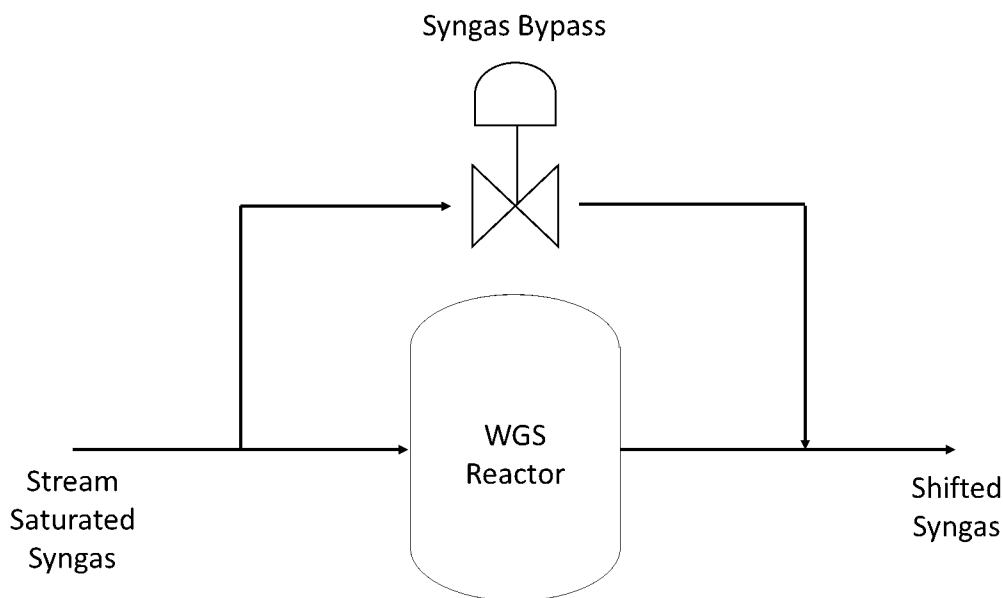 Syngas Bypass
WGS
Reactor
Stream
Saturated
Syngas
Shifted
Syngas